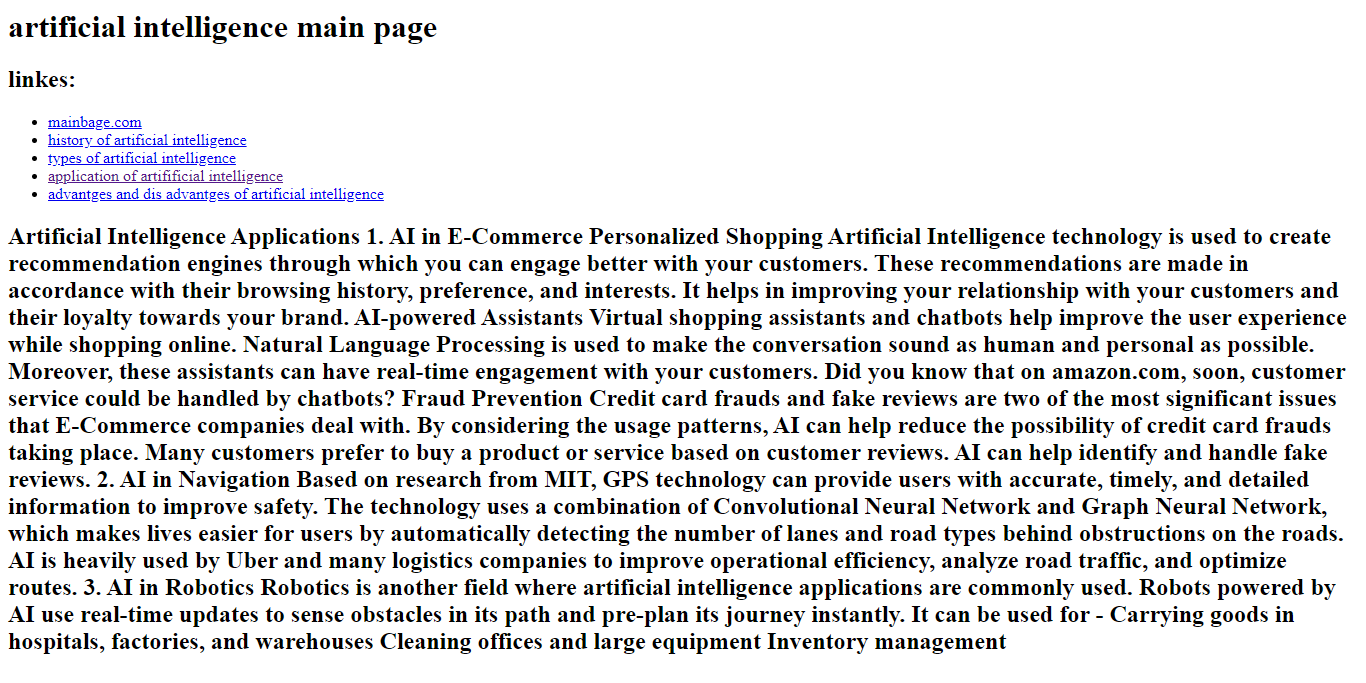 artificial intelligence main page
linkes:
mainbage.com
history of artificial intelligence
types of artificial intelligence
application of artifificial intelligence
advantges and dis advantges of artificial intelligence
Artificial Intelligence Applications 1. AI in E-Commerce Personalized Shopping Artificial Intelligence technology is used to create
recommendation engines through which you can engage better with your customers. These recommendations are made in
accordance with their browsing history, preference, and interests. It helps in improving your relationship with your customers and
their loyalty towards your brand. AI-powered Assistants Virtual shopping assistants and chatbots help improve the user experience
while shopping online. Natural Language Processing is used to make the conversation sound as human and personal as possible.
Moreover, these assistants can have real-time engagement with your customers. Did you know that on amazon.com, soon, customer
service could be handled by chatbots? Fraud Prevention Credit card frauds and fake reviews are two of the most significant issues
that E-Commerce companies deal with. By considering the usage patterns, AI can help reduce the possibility of credit card frauds
taking place. Many customers prefer to buy a product or service based on customer reviews. AI can help identify and handle fake
reviews. 2. AI in Navigation Based on research from MIT, GPS technology can provide users with accurate, timely, and detailed
information to improve safety. The technology uses a combination of Convolutional Neural Network and Graph Neural Network,
which makes lives easier for users by automatically detecting the number of lanes and road types behind obstructions on the roads.
AI is heavily used by Uber and many logistics companies to improve operational efficiency, analyze road traffic, and optimize
routes. 3. AI in Robotics Robotics is another field where artificial intelligence applications are commonly used. Robots powered by
AI use real-time updates to sense obstacles in its path and pre-plan its journey instantly. It can be used for - Carrying goods in
hospitals, factories, and warehouses Cleaning offices and large equipment Inventory management